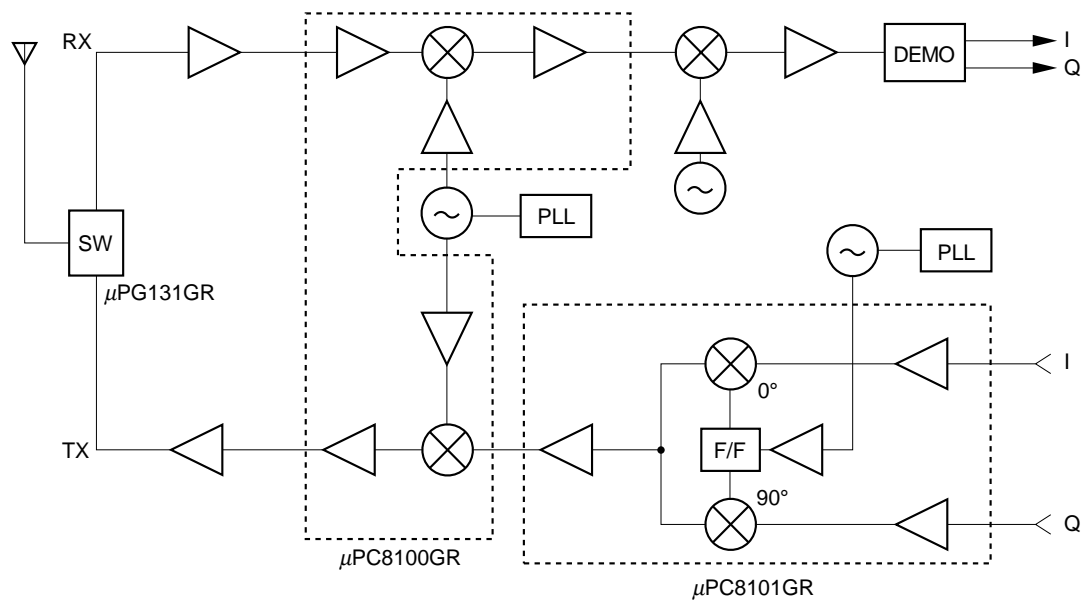 RX
DEMO
I
Q
PLL
SW
µPG131GR
PLL
I
0°
TX
F/F
90°
Q
µPC8100GR
µPC8101GR